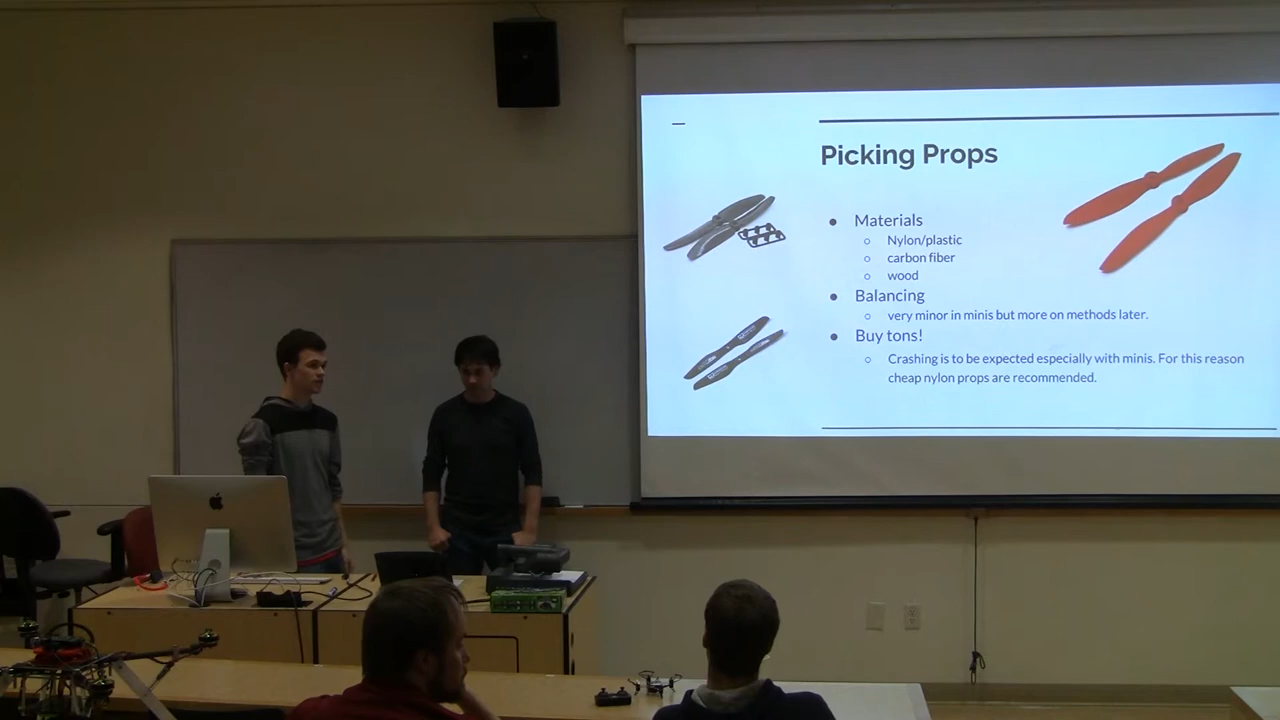 Picking Props
Materials
Nylon/plastic
carbon fiber
wood
Balancing
very minor in minis but more on methods later.
Buy tons!
Crashing is to be expected especially with minis. For this reason
cheap nylon props are recommended.